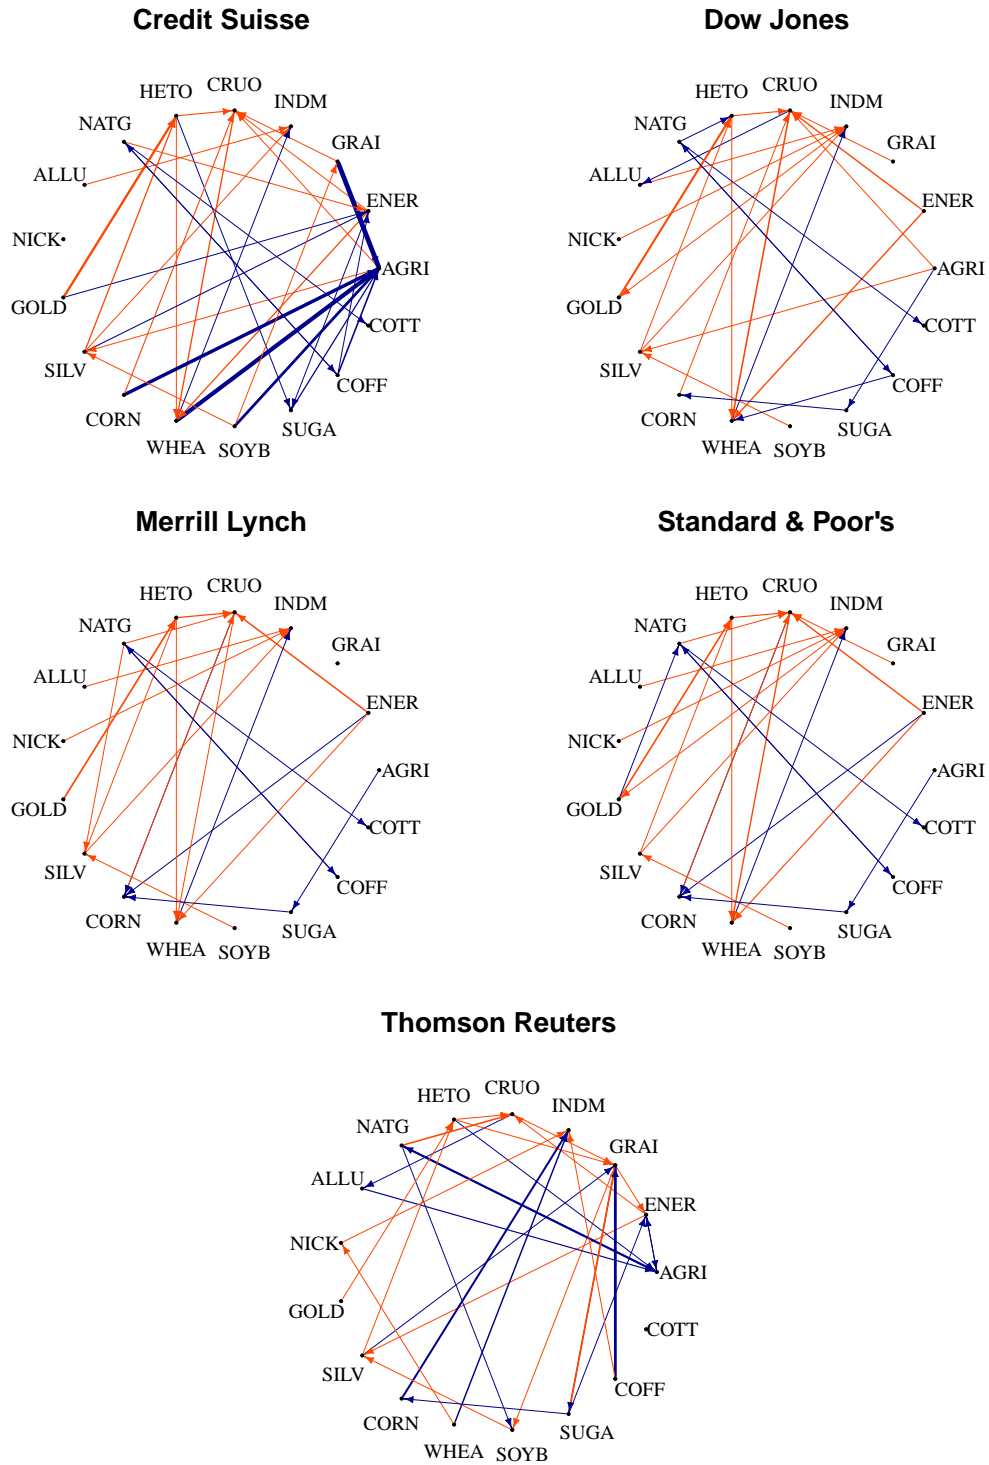 Credit Suisse
Dow Jones
CRUO
HETO
INDM
NATG
GRAI
ALLU
ENER
NICK
AGRI
GOLD
COTT
SILV
COFF
CORN
SUGA
WHEA
SOYB
CRUO
HETO
INDM
NATG
GRAI
ALLU
ENER
NICK
AGRI
GOLD
COTT
SILV
COFF
CORN
SUGA
WHEA
SOYB
Merrill Lynch
Standard & Poor's
CRUO
HETO
INDM
NATG
GRAI
ALLU
ENER
NICK
AGRI
GOLD
COTT
SILV
COFF
CORN
SUGA
WHEA
SOYB
CRUO
HETO
INDM
NATG
GRAI
ALLU
ENER
NICK
AGRI
GOLD
COTT
SILV
COFF
CORN
SUGA
WHEA
SOYB
Thomson Reuters
CRUO
HETO
INDM
NATG
GRAI
ALLU
ENER
NICK
AGRI
GOLD
COTT
SILV
COFF
CORN
SUGA
WHEA
SOYB